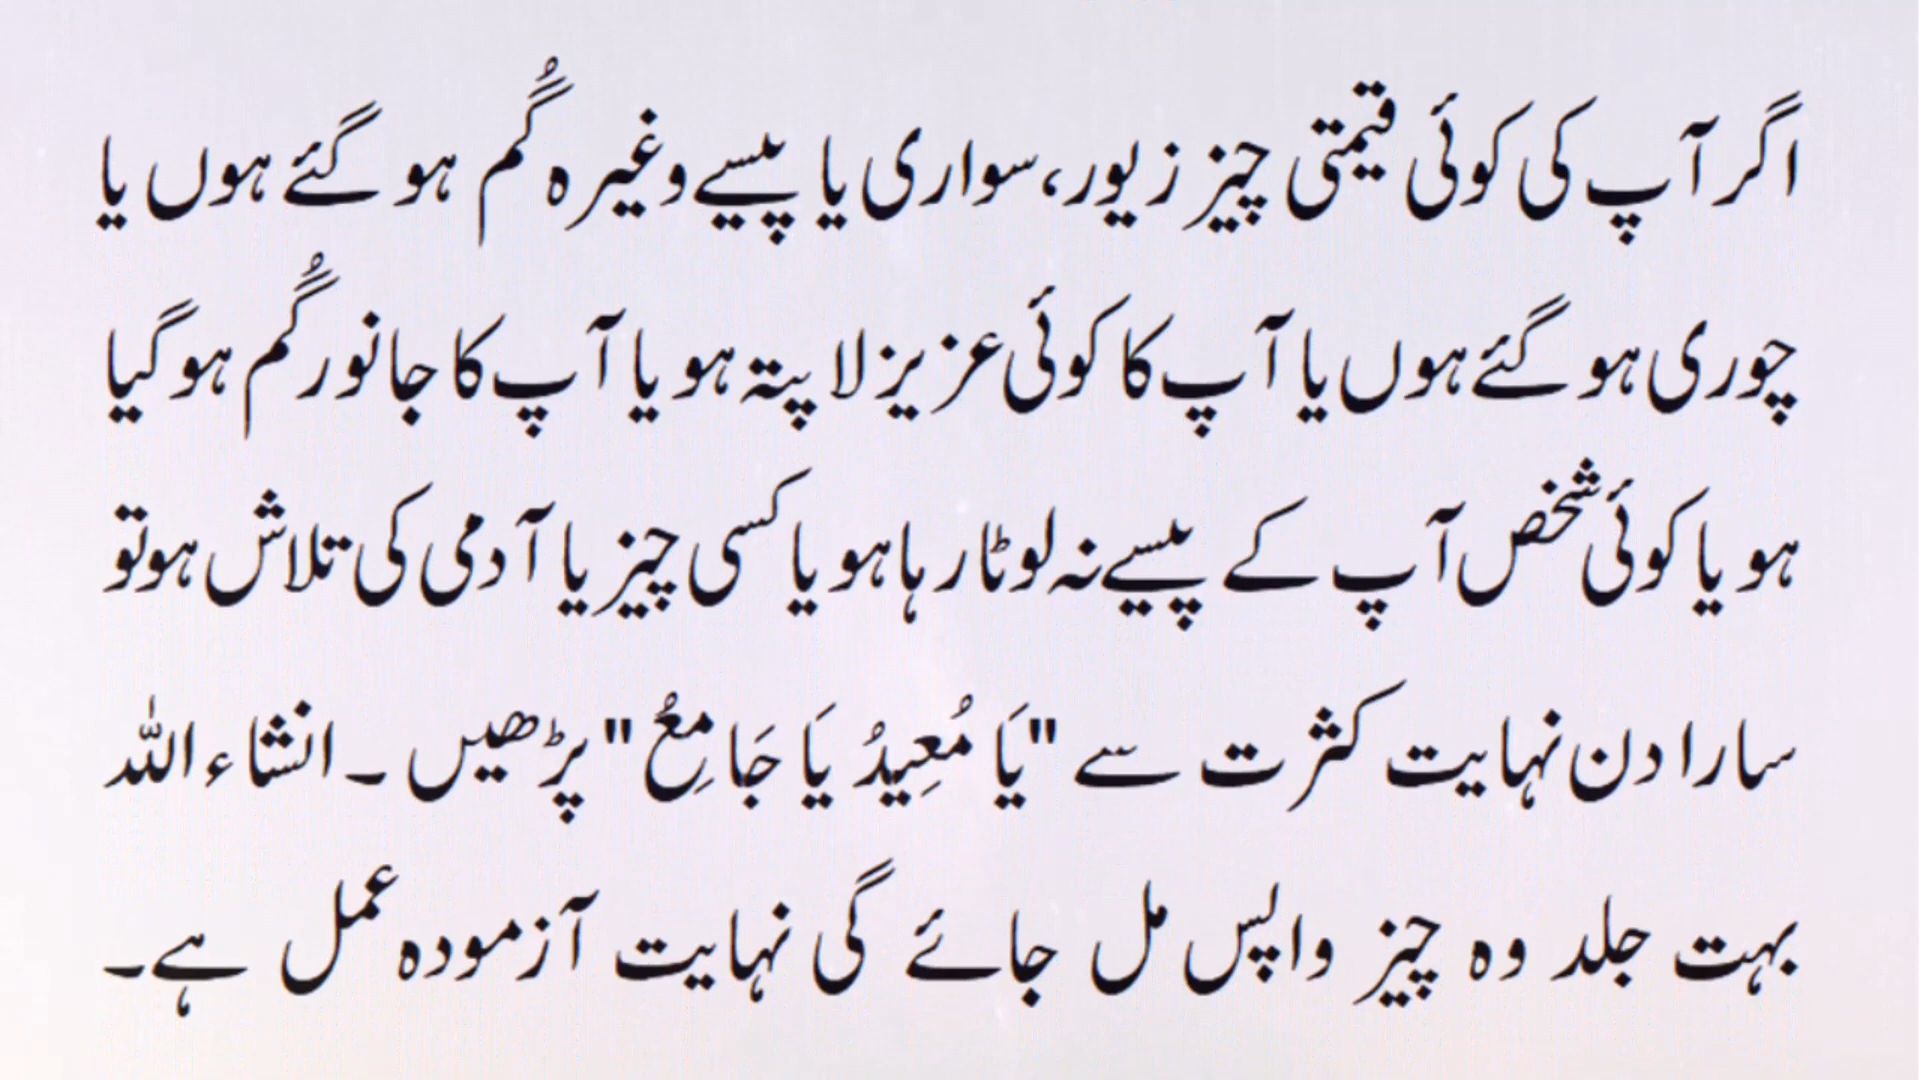 اگر آپ کی کوئی قیمتی چیز زیور، سواری یا پیسے وغیرہ گُم ہو گئے ہوں یا
چوری ہو گئے ہوں یا آپ کا کوئی عزیز لا پتہ ہو یا آپ کا جانور گُم ہو گیا
ہو یا کوئی شخص آپ کے پیسے نہ لوٹا رہا ہو یا کسی چیز یا آدمی کی تلاش ہو تو
سارا دن نہایت کثرت سے "یَا مُعِیدُ یَا جَامِعُ" پڑھیں ۔ انشاء اللہ
بہت جلد وہ چیز واپس مل جائے گی نہایت آزمودہ عمل ہے۔